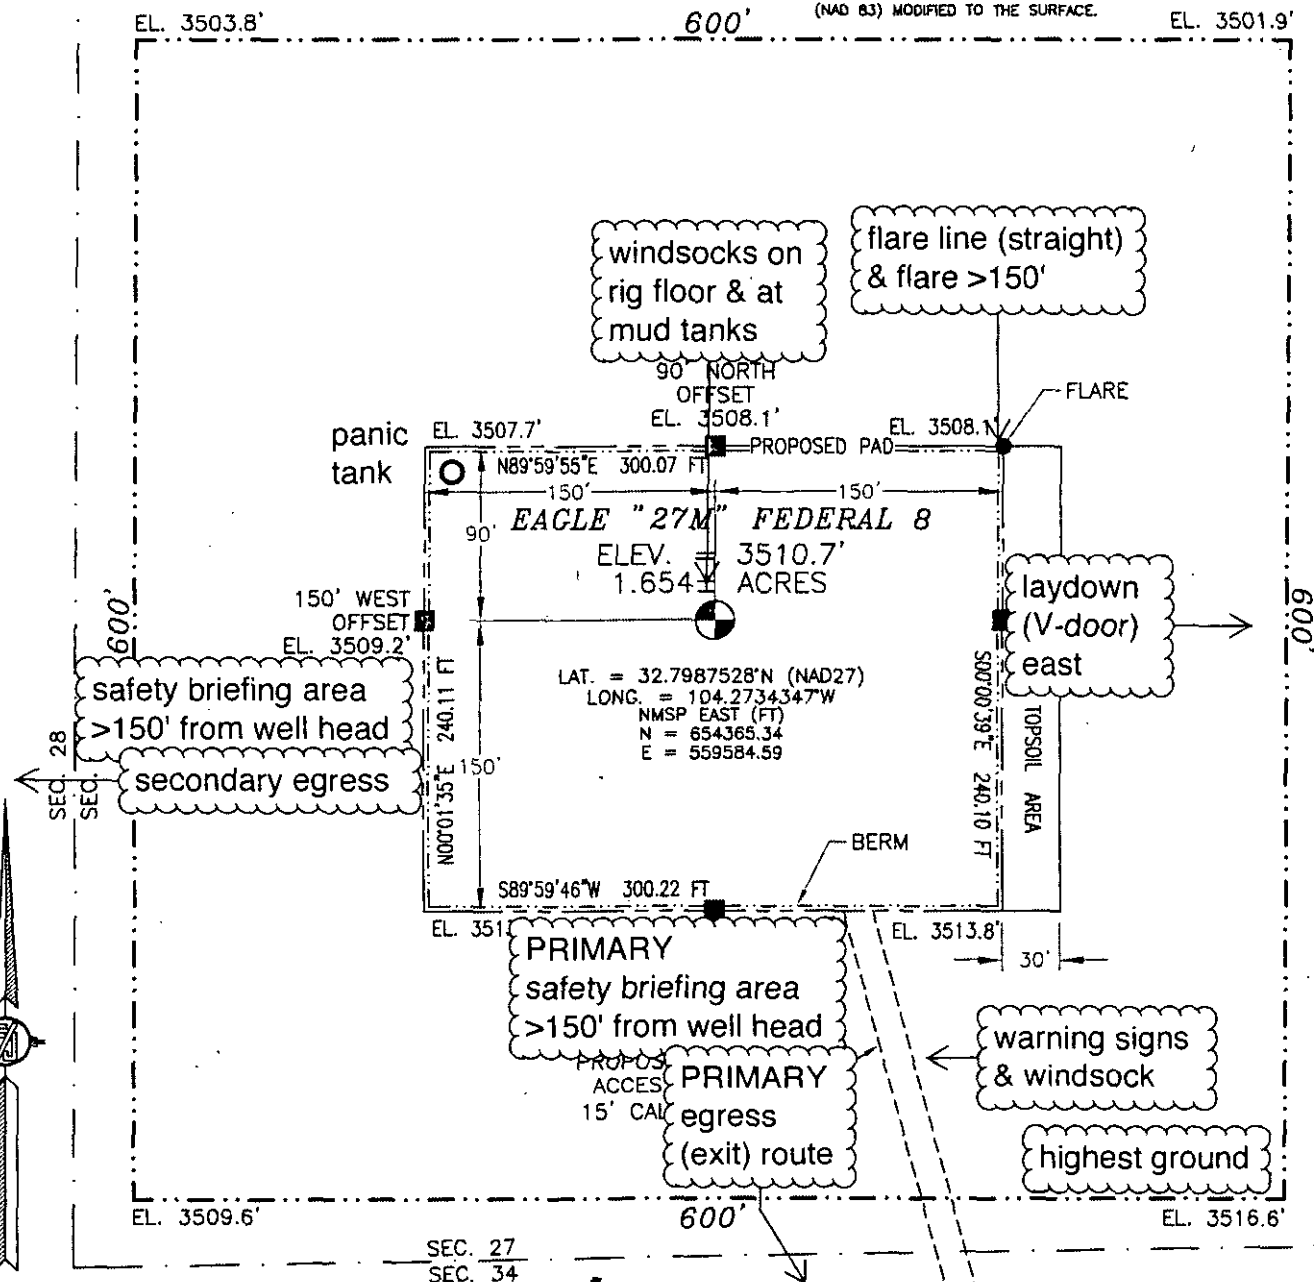 (NAD 83) MODIFIED TO THE SURFACE.
EL. 3503.8'
600'
EL. 3501.9'
windsocks on
rig floor & at
mud tanks
flare line (straight)
& flare >150'
90' NORTH
OFFSET
EL. 3508.1'
FLARE
panic
tank
EL. 3507.7'
EL. 3508.1'
PROPOSED PAD
N89°59'55"E 300.07 FT
150'
150'
EAGLE "27M" FEDERAL 8
90'
ELEV. = 3510.7'
1.654± ACRES
150' WEST
OFFSET
EL. 3509.2'
600'
600'
laydown
(V-door)
east
LAT. = 32.7987528°N (NAD27)
LONG. = 104.2734347°W
NMSP EAST (FT)
N = 654365.34
E = 559584.59
safety briefing area
>150' from well head
secondary egress
SEC. 28
SEC.
N00°01'35"E 240.11 FT
150'
S00°00'39"E 240.10 FT
TOPSOIL AREA
BERM
S89°59'46"W 300.22 FT
EL. 351
EL. 3513.8'
30'
PRIMARY
safety briefing area
>150' from well head
PROPOS
ACCES
15' CAL
PRIMARY
egress
(exit) route
warning signs
& windsock
highest ground
EL. 3509.6'
600'
EL. 3516.6'
SEC. 27
SEC. 34